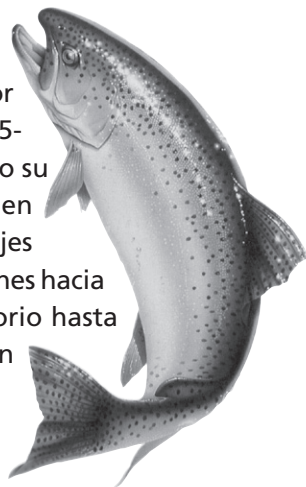 or
5-
o su
en
jes
nes hacia
orio hasta
n